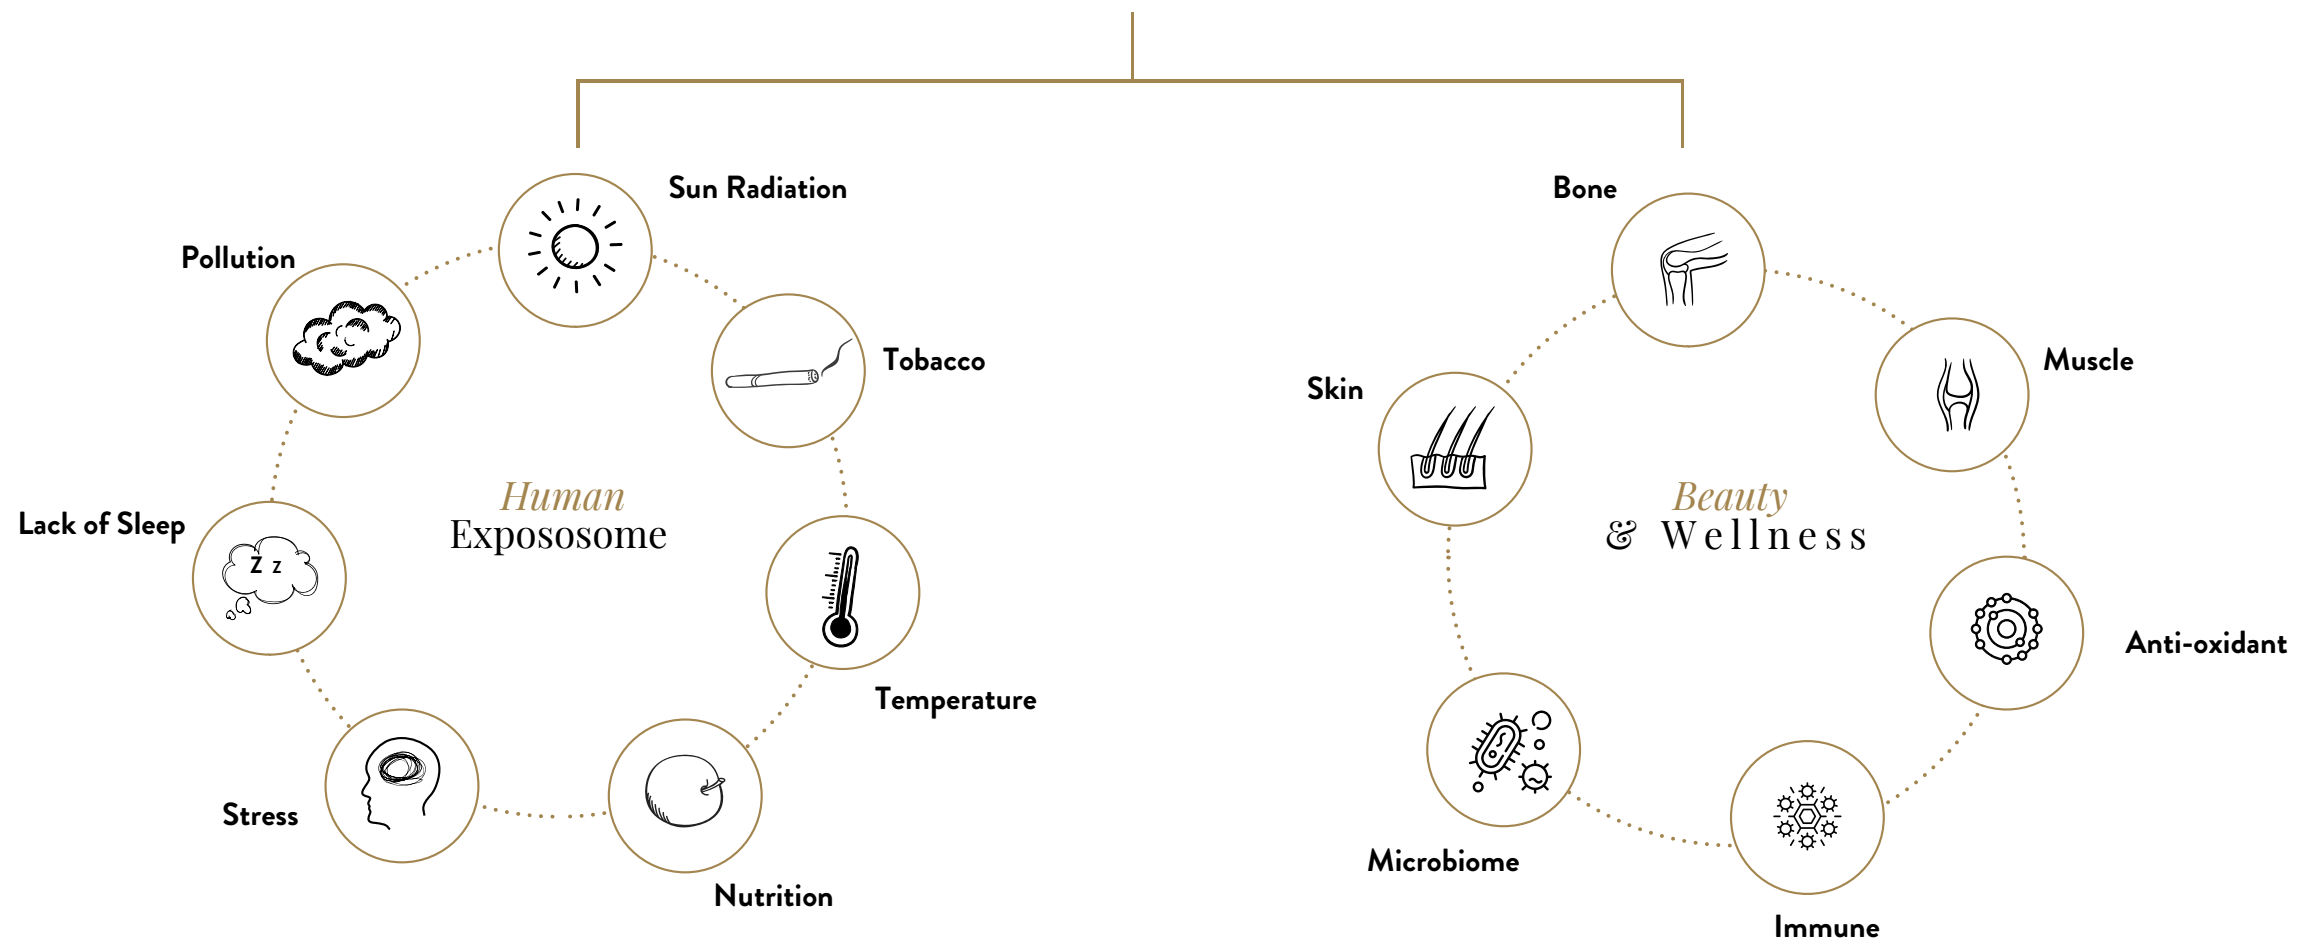 Sun Radiation
Pollution
Tobacco
Lack of Sleep
Z z
Human
Expososome
Temperature
Stress
Nutrition
Bone
Muscle
Skin
Beauty
& Wellness
Anti-oxidant
Microbiome
Immune